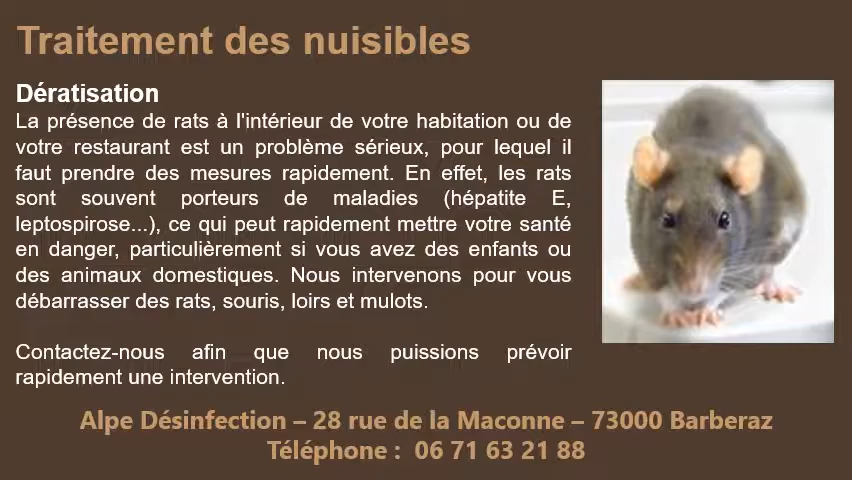 Traitement des nuisibles
Dératisation
La présence de rats à l'intérieur de votre habitation ou de
votre restaurant est un problème sérieux, pour lequel il
faut prendre des mesures rapidement. En effet, les rats
sont souvent porteurs de maladies (hépatite E,
leptospirose...), ce qui peut rapidement mettre votre santé
en danger, particulièrement si vous avez des enfants ou
des animaux domestiques. Nous intervenons pour vous
débarrasser des rats, souris, loirs et mulots.
Contactez-nous afin que nous puissions prévoir
rapidement une intervention.
Alpe Désinfection – 28 rue de la Maconne – 73000 Barberaz
Téléphone : 06 71 63 21 88